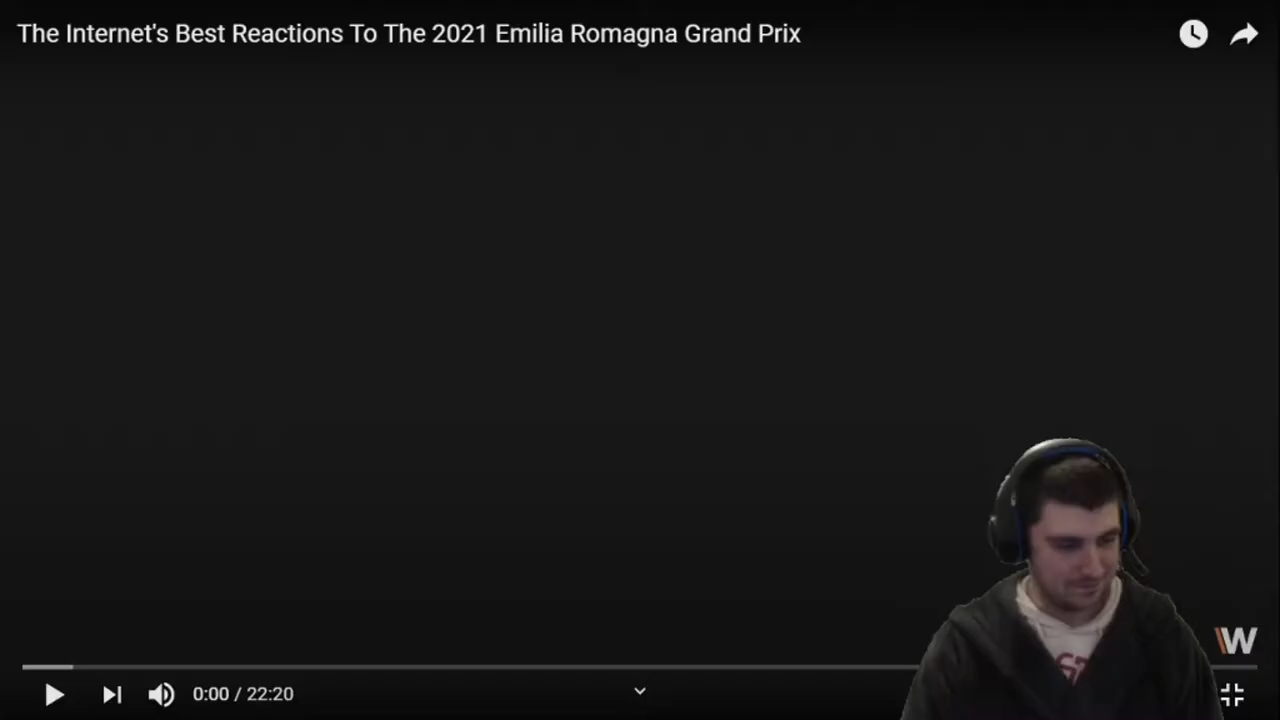 The Internet's Best Reactions To The 2021 Emilia Romagna Grand Prix
W
0:00 / 22:20